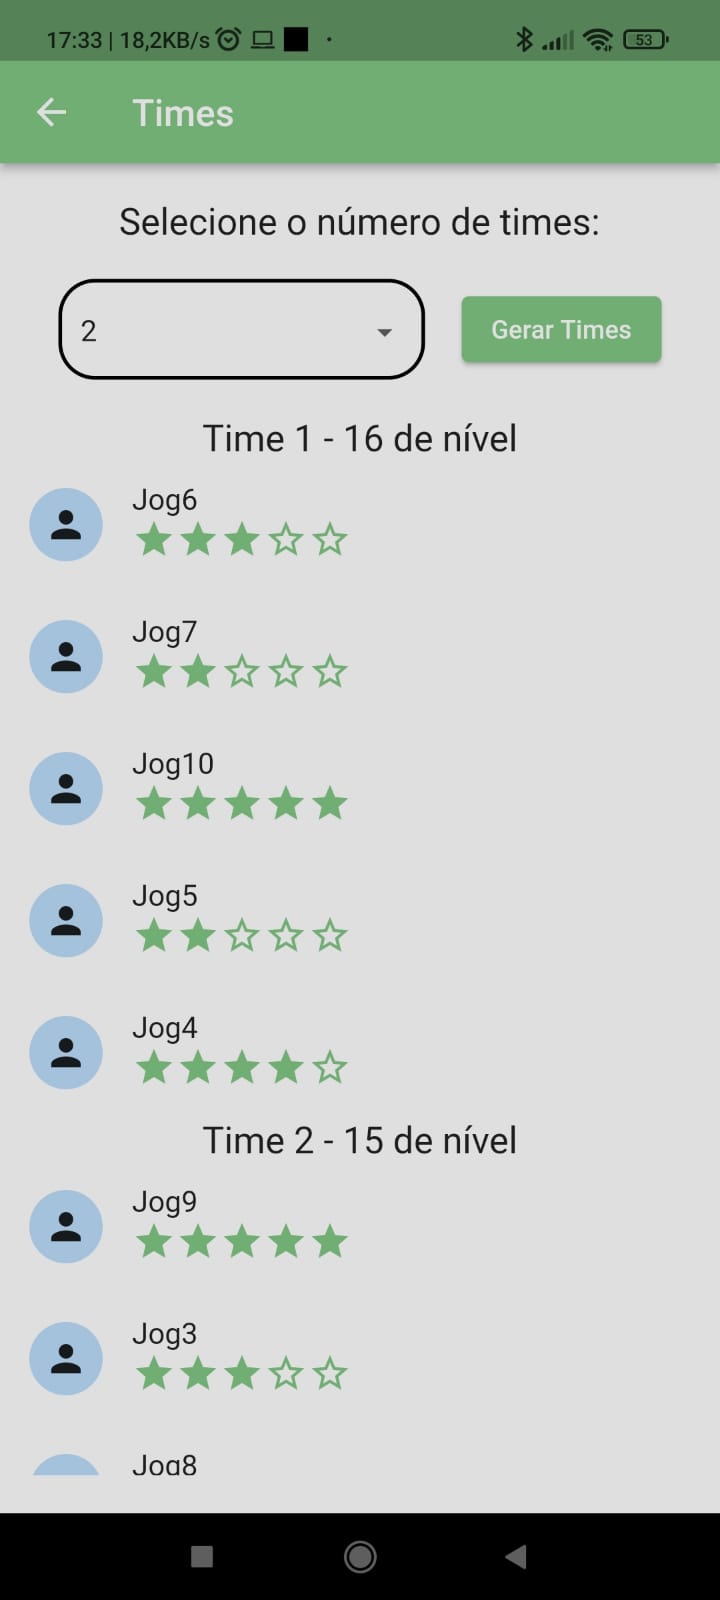 17:33 | 18,2KB/s
53
Times
Selecione o número de times:
2
Gerar Times
Time 1 - 16 de nível
Jog6
Jog7
Jog10
Jog5
Jog4
Time 2 - 15 de nível
Jog9
Jog3
Jog8